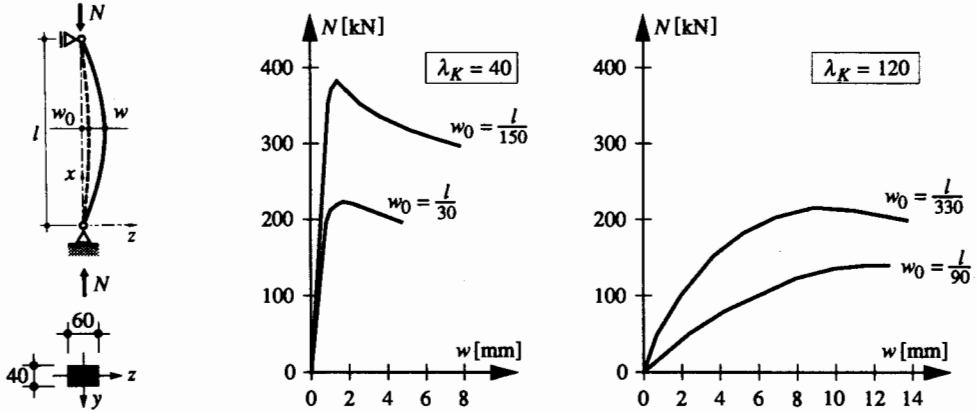 N
w₀ w
l
x
z
N
60
40
z
y
N [kN]
λ_K = 40
400
300
200
100
0
w₀ = l/150
w₀ = l/30
w [mm]
0 2 4 6 8
N [kN]
λ_K = 120
400
300
200
100
0
w₀ = l/330
w₀ = l/90
w [mm]
0 2 4 6 8 10 12 14